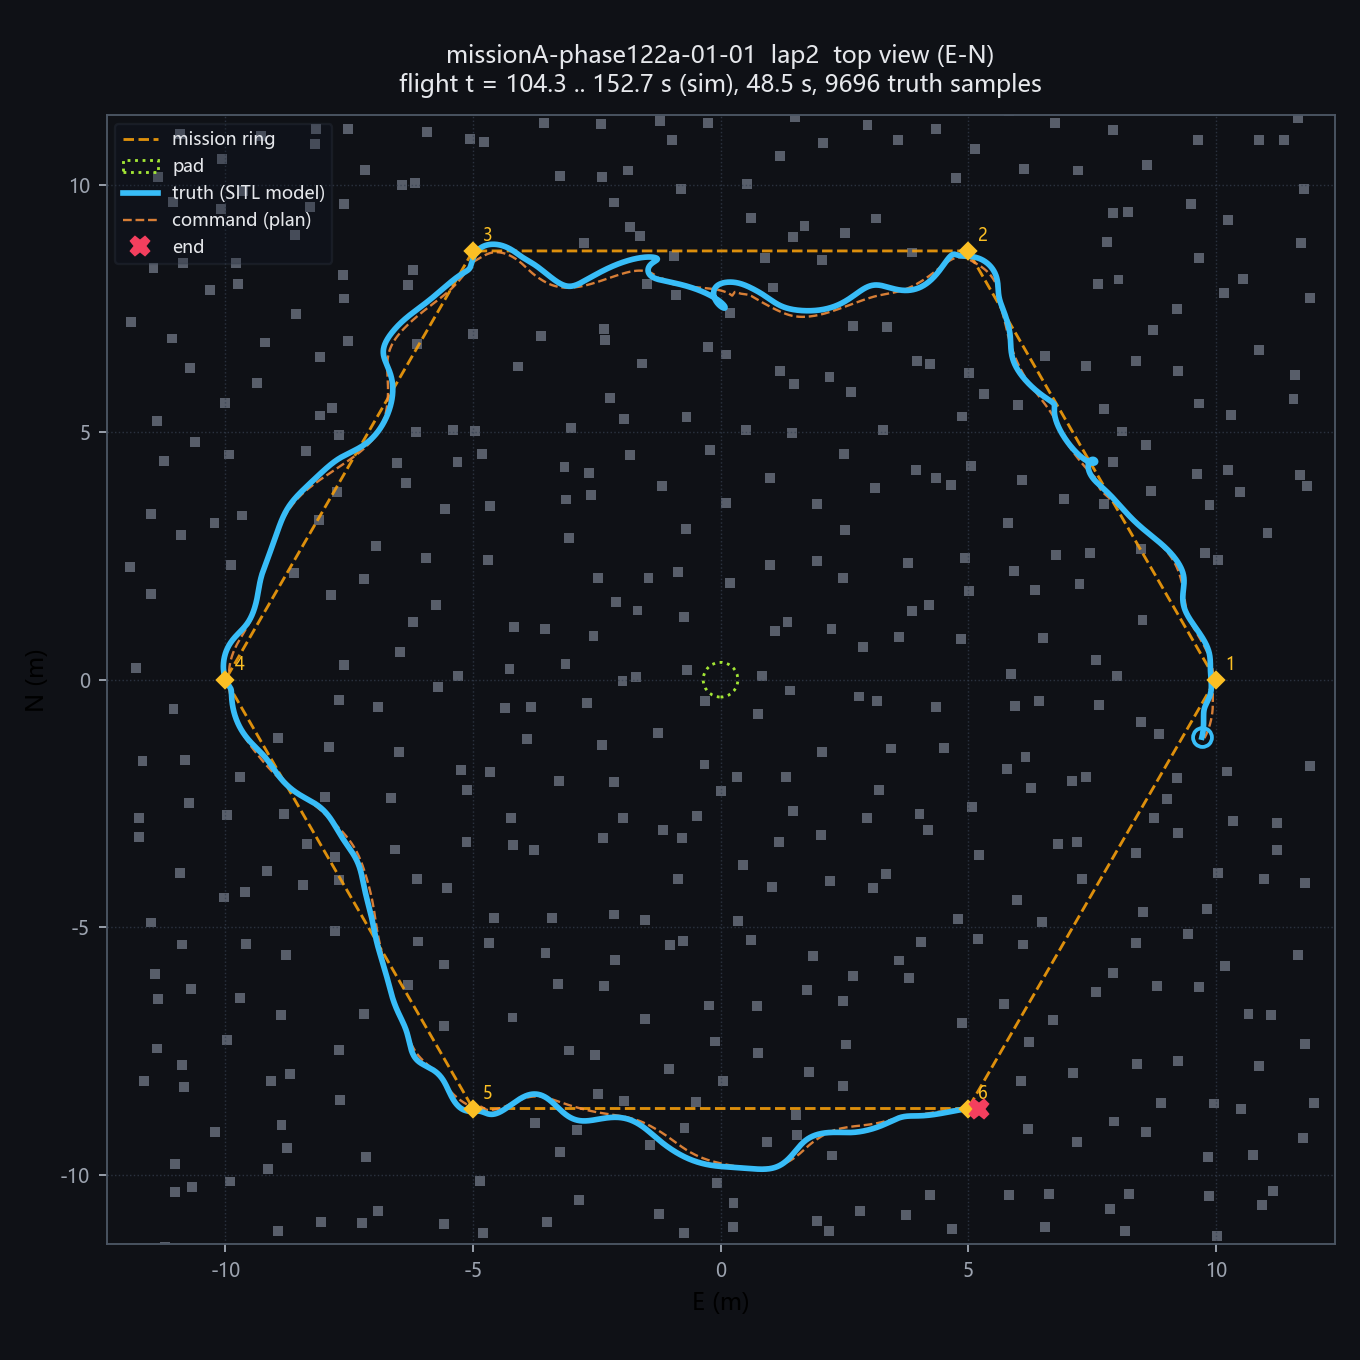 missionA-phase122a-01-01 lap2 top view (E-N)
flight t = 104.3 .. 152.7 s (sim), 48.5 s, 9696 truth samples
mission ring
pad
truth (SITL model)
command (plan)
end
3
2
4
1
5
6
10
5
0
-5
-10
N (m)
-10
-5
0
5
10
E (m)